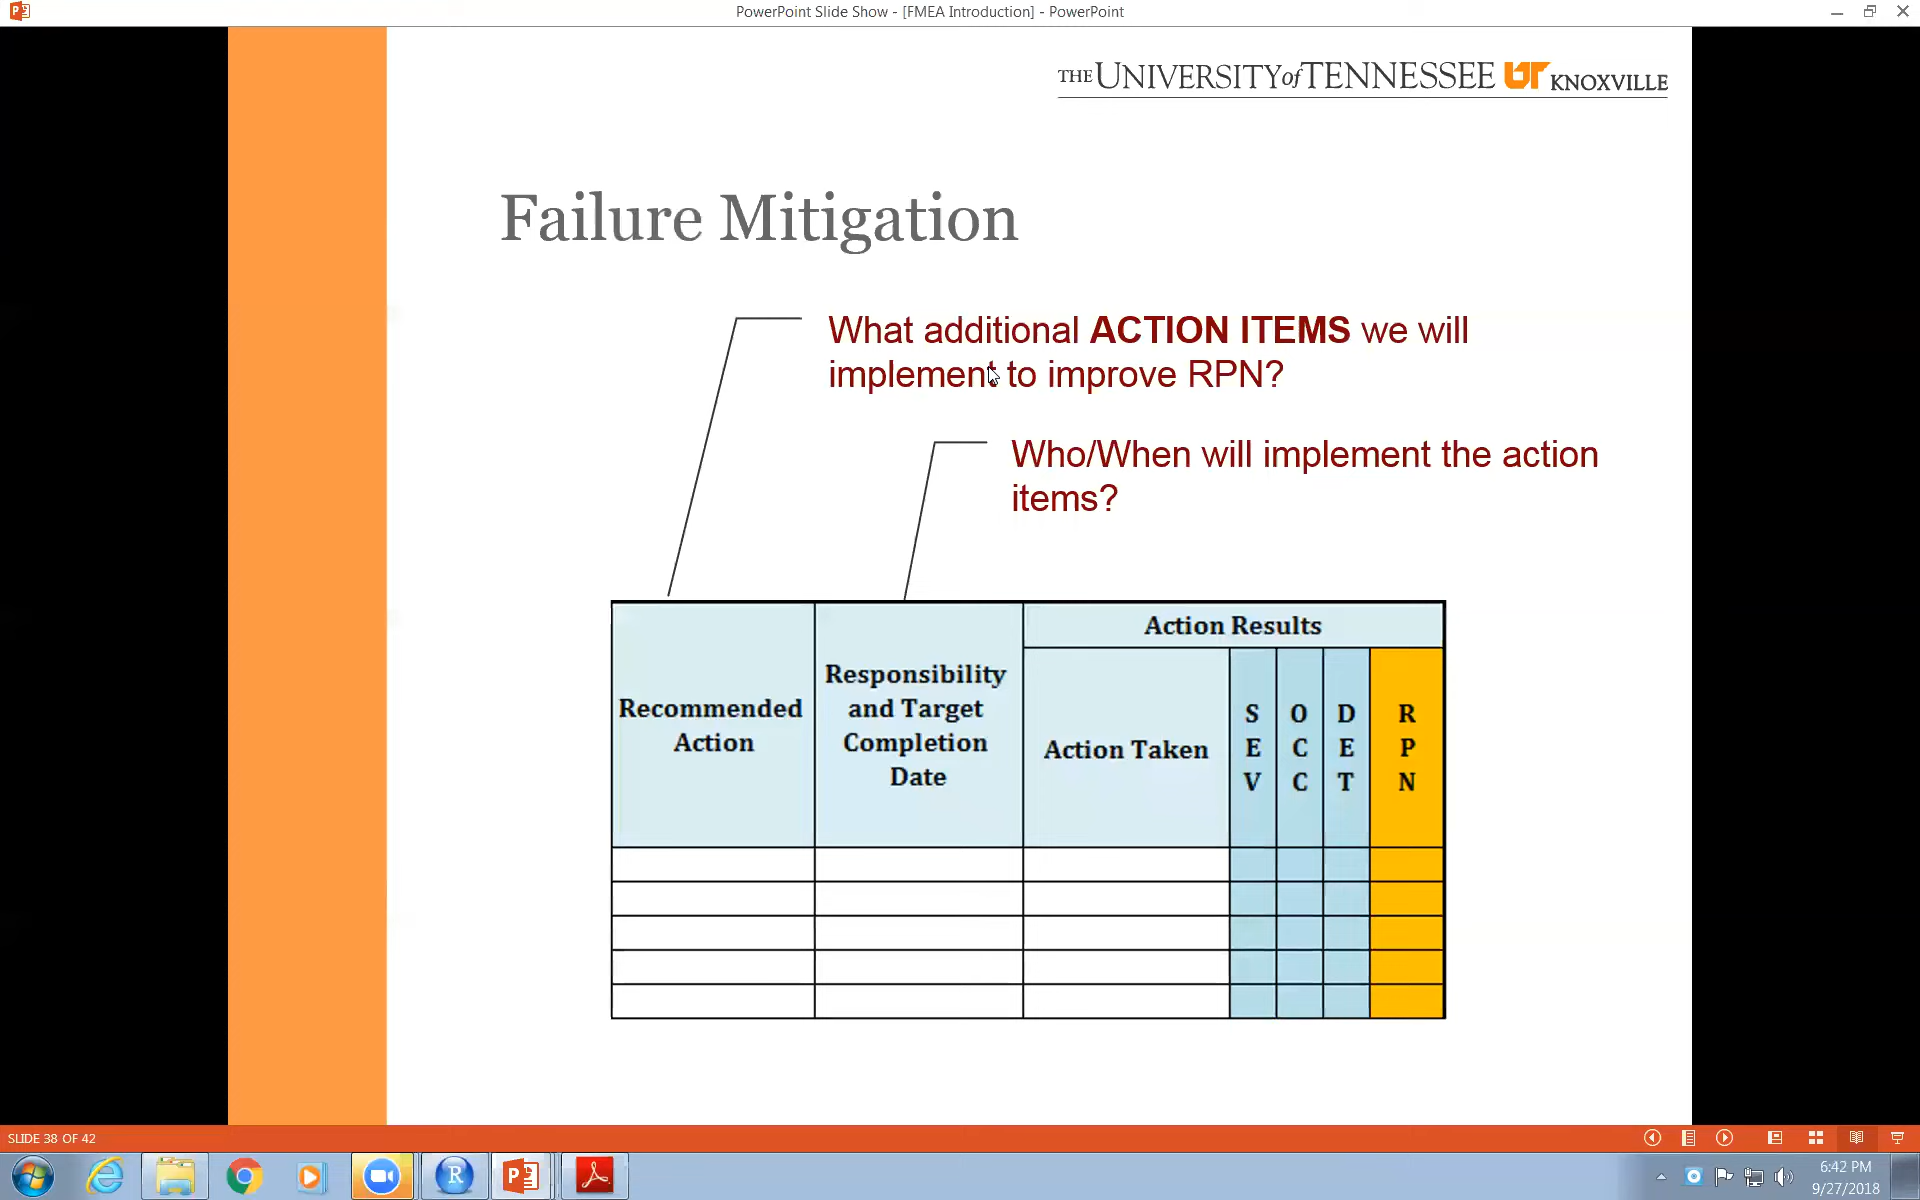 PowerPoint Slide Show - [FMEA Introduction] - PowerPoint
THE UNIVERSITY of TENNESSEE UT KNOXVILLE
Failure Mitigation
What additional ACTION ITEMS we will
implement to improve RPN?
Who/When will implement the action
items?
Recommended
Action
Responsibility
and Target
Completion
Date
Action Results
Action Taken
S
E
V
O
C
C
D
E
T
R
P
N
SLIDE 38 OF 42
6:42 PM
9/27/2018